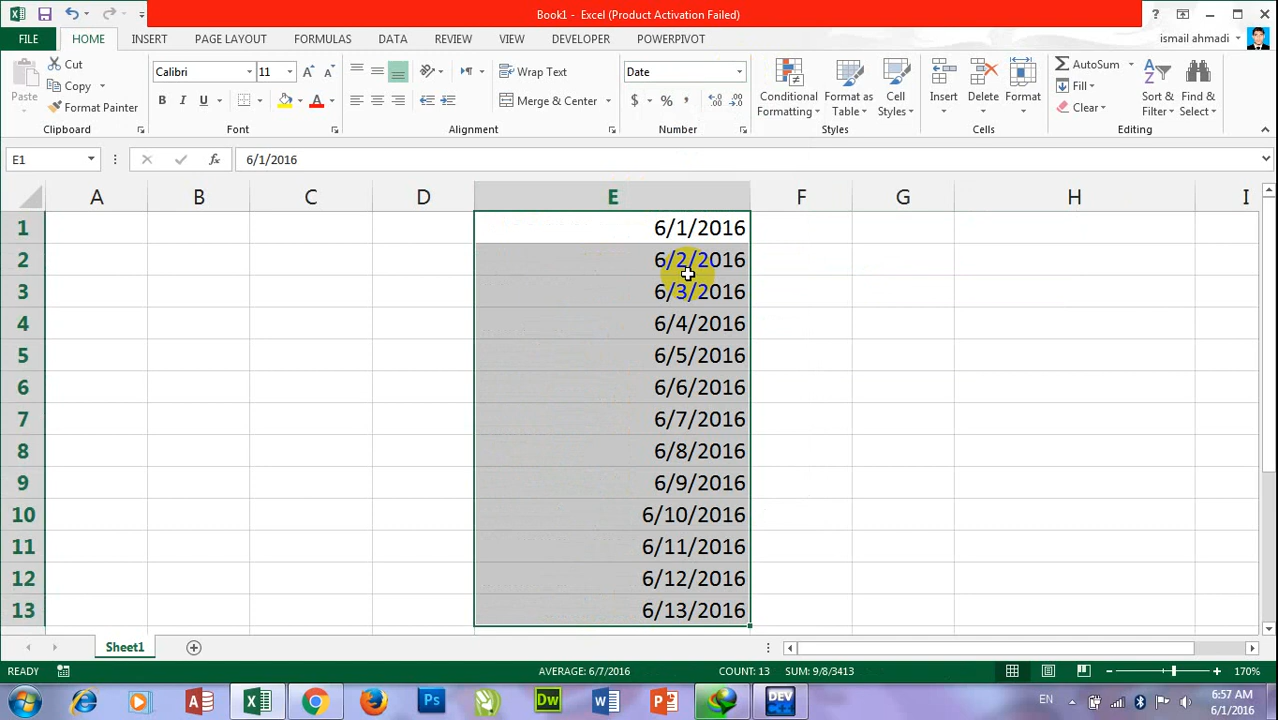 Book1 - Excel (Product Activation Failed)
FILE HOME INSERT PAGE LAYOUT FORMULAS DATA REVIEW VIEW DEVELOPER POWERPIVOT ismail ahmadi
Paste
Cut
Copy
Format Painter
Clipboard
Calibri 11
B I U
Font
Wrap Text
Merge & Center
Alignment
Date
$ % ,
Number
Conditional
Formatting
Format as
Table
Cell
Styles
Styles
Insert
Delete
Format
Cells
AutoSum
Fill
Clear
Sort &
Filter
Find &
Select
Editing
E1 fx 6/1/2016
A B C D E F G H I
1 6/1/2016
2 6/2/2016
3 6/3/2016
4 6/4/2016
5 6/5/2016
6 6/6/2016
7 6/7/2016
8 6/8/2016
9 6/9/2016
10 6/10/2016
11 6/11/2016
12 6/12/2016
13 6/13/2016
Sheet1
READY AVERAGE: 6/7/2016 COUNT: 13 SUM: 9/8/3413 170%
Ps Dw DEV EN 6:57 AM
6/1/2016